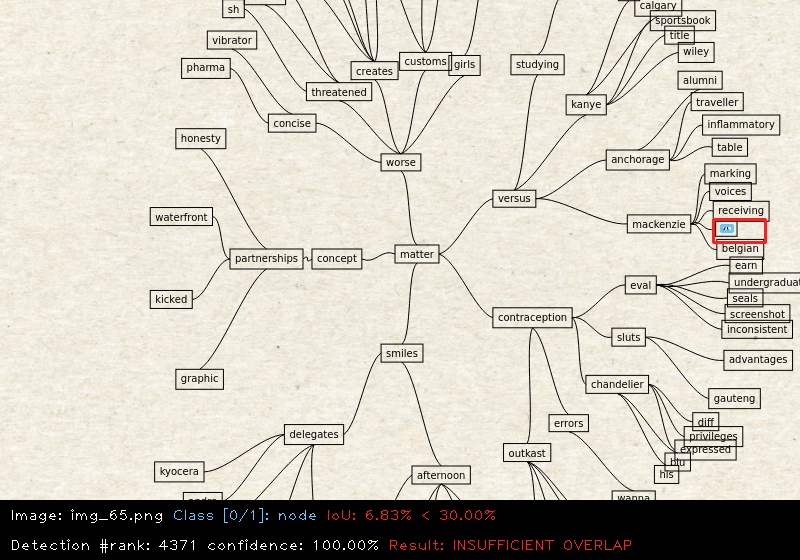 calgary
sh
sportsbook
vibrator
title
customs
girls
wiley
creates
studying
pharma
alumni
threatened
kanye
traveller
concise
inflammatory
honesty
table
worse
anchorage
marking
voices
versus
receiving
waterfront
mackenzie
belgian
matter
partnerships
concept
earn
eval
undergraduat
seals
kicked
screenshot
contraception
inconsistent
sluts
smiles
advantages
graphic
chandelier
gauteng
diff
errors
delegates
privileges
expressed
outkast
blu
kyocera
his
afternoon
wanna
Image: img_65.png Class [0/1]: node IoU: 6.83% < 30.00%
Detection #rank: 4371 confidence: 100.00% Result: INSUFFICIENT OVERLAP